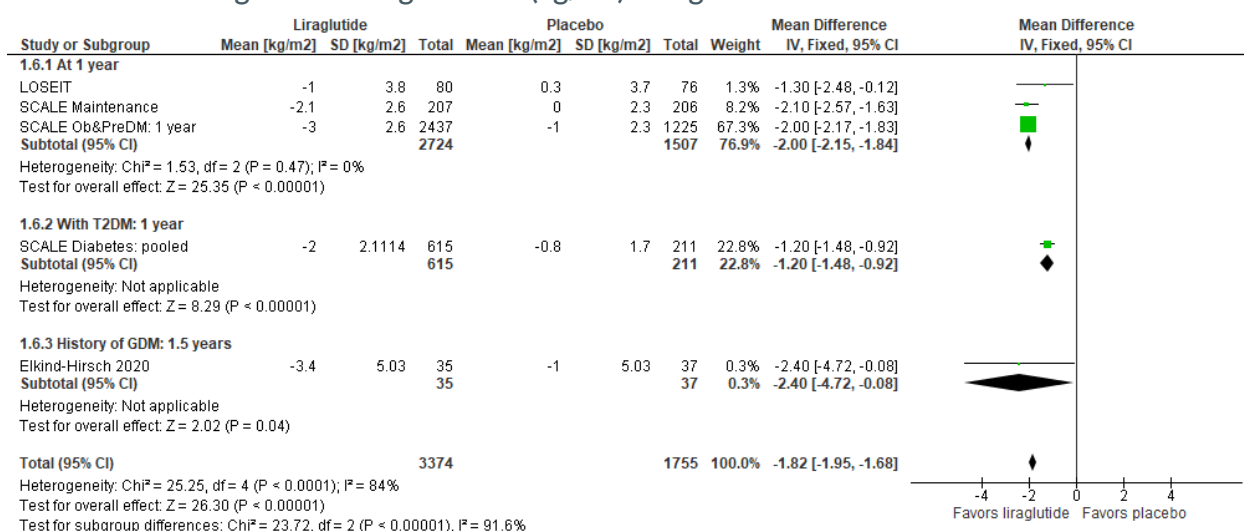 Liraglutide Placebo Mean Difference Mean Difference
Study or Subgroup Mean [kg/m2] SD [kg/m2] Total Mean [kg/m2] SD [kg/m2] Total Weight IV, Fixed, 95% CI IV, Fixed, 95% CI
1.6.1 At 1 year
LOSEIT -1 3.8 80 0.3 3.7 76 1.3% -1.30 [-2.48, -0.12]
SCALE Maintenance -2.1 2.6 207 0 2.3 206 8.2% -2.10 [-2.57, -1.63]
SCALE Ob&PreDM: 1 year -3 2.6 2437 -1 2.3 1225 67.3% -2.00 [-2.17, -1.83]
Subtotal (95% CI) 2724 1507 76.9% -2.00 [-2.15, -1.84]
Heterogeneity: Chi² = 1.53, df = 2 (P = 0.47); I² = 0%
Test for overall effect: Z = 25.35 (P < 0.00001)
1.6.2 With T2DM: 1 year
SCALE Diabetes: pooled -2 2.1114 615 -0.8 1.7 211 22.8% -1.20 [-1.48, -0.92]
Subtotal (95% CI) 615 211 22.8% -1.20 [-1.48, -0.92]
Heterogeneity: Not applicable
Test for overall effect: Z = 8.29 (P < 0.00001)
1.6.3 History of GDM: 1.5 years
Elkind-Hirsch 2020 -3.4 5.03 35 -1 5.03 37 0.3% -2.40 [-4.72, -0.08]
Subtotal (95% CI) 35 37 0.3% -2.40 [-4.72, -0.08]
Heterogeneity: Not applicable
Test for overall effect: Z = 2.02 (P = 0.04)
Total (95% CI) 3374 1755 100.0% -1.82 [-1.95, -1.68]
Heterogeneity: Chi² = 25.25, df = 4 (P < 0.0001); I² = 84%
Test for overall effect: Z = 26.30 (P < 0.00001)
Test for subgroup differences: Chi² = 23.72, df = 2 (P < 0.00001), I² = 91.6%
-4 -2 0 2 4
Favors liraglutide Favors placebo